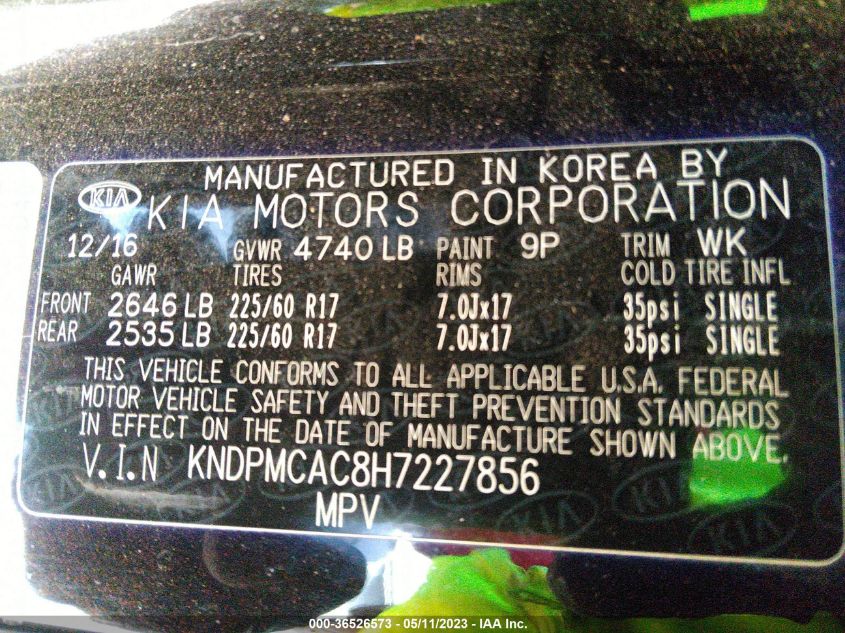 MANUFACTURED IN KOREA BY
KIA KIA MOTORS CORPORATION
12/16 GVWR 4740 LB PAINT 9P TRIM WK
GAWR TIRES RIMS COLD TIRE INFL
FRONT 2646 LB 225/60 R17 7.0Jx17 35psi SINGLE
REAR 2535 LB 225/60 R17 7.0Jx17 35psi SINGLE
THIS VEHICLE CONFORMS TO ALL APPLICABLE U.S.A. FEDERAL
MOTOR VEHICLE SAFETY AND THEFT PREVENTION STANDARDS
IN EFFECT ON THE DATE OF MANUFACTURE SHOWN ABOVE.
V.I.N KNDPMCAC8H7227856
MPV
000-36526573 - 05/11/2023 - IAA Inc.